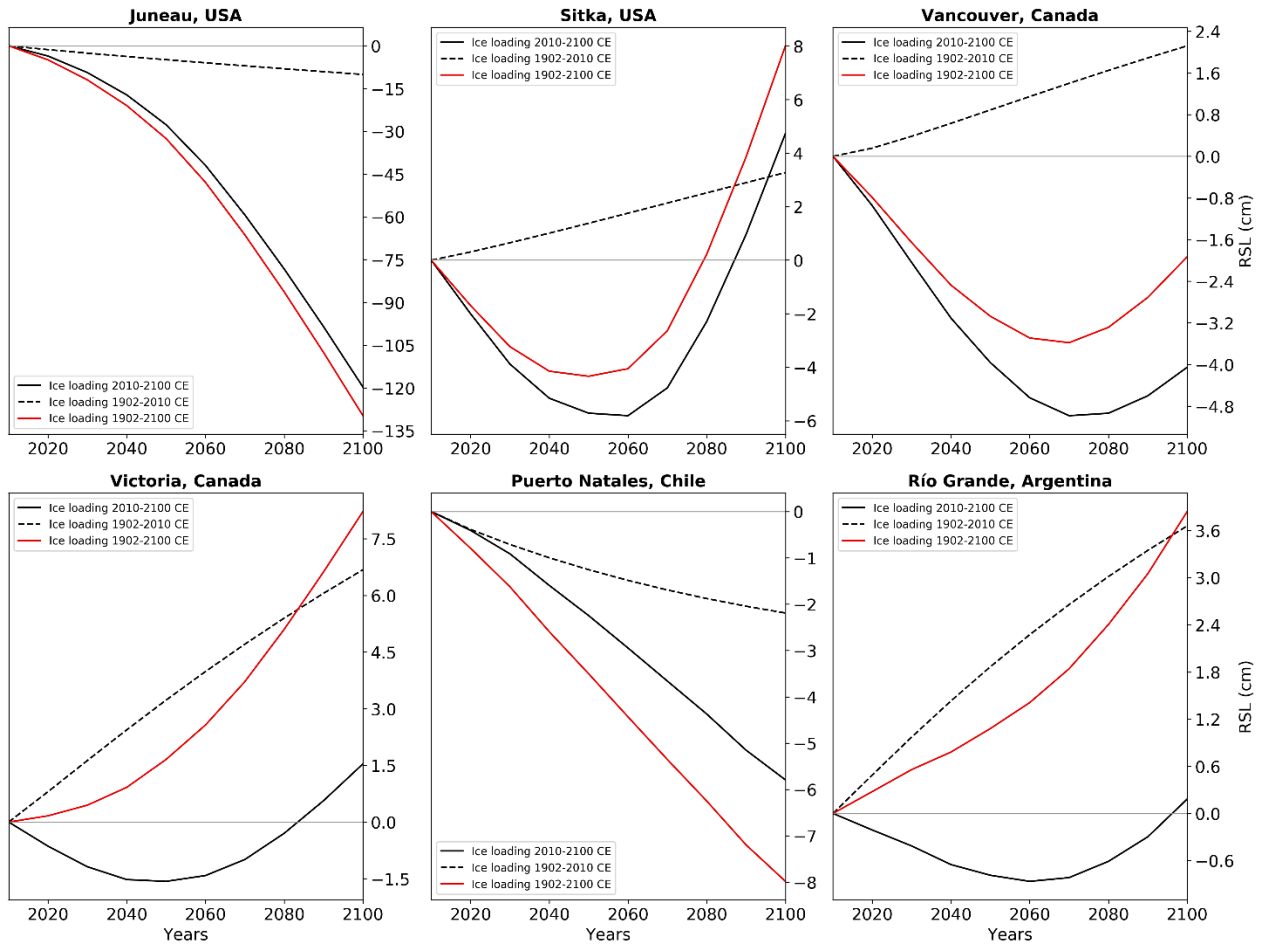 Juneau, USA
0
−15
−30
−45
−60
−75
−90
−105
−120
−135
Ice loading 2010-2100 CE
Ice loading 1902-2010 CE
Ice loading 1902-2100 CE
2020 2040 2060 2080 2100
Sitka, USA
Ice loading 2010-2100 CE
Ice loading 1902-2010 CE
Ice loading 1902-2100 CE
8
6
4
2
0
−2
−4
−6
2020 2040 2060 2080 2100
Vancouver, Canada
Ice loading 2010-2100 CE
Ice loading 1902-2100 CE
2.4
1.6
0.8
0.0
−0.8
−1.6
−2.4
−3.2
−4.0
−4.8
RSL (cm)
2020 2040 2060 2080 2100
Victoria, Canada
Ice loading 2010-2100 CE
Ice loading 1902-2010 CE
Ice loading 1902-2100 CE
7.5
6.0
4.5
3.0
1.5
0.0
−1.5
2020 2040 2060 2080 2100
Years
Puerto Natales, Chile
0
−1
−2
−3
−4
−5
−6
−7
−8
Ice loading 2010-2100 CE
Ice loading 1902-2010 CE
Ice loading 1902-2100 CE
2020 2040 2060 2080 2100
Years
Río Grande, Argentina
Ice loading 2010-2100 CE
Ice loading 1902-2010 CE
Ice loading 1902-2100 CE
3.6
3.0
2.4
1.8
1.2
0.6
0.0
−0.6
RSL (cm)
2020 2040 2060 2080 2100
Years